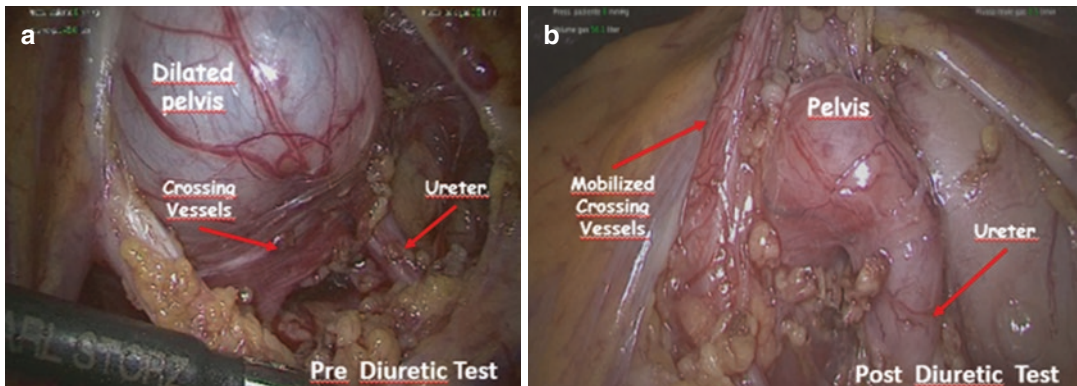 a
Dilated
pelvis
Crossing
Vessels
Ureter
Pre Diuretic Test
b
Pelvis
Mobilized
Crossing
Vessels
Ureter
Post Diuretic Test